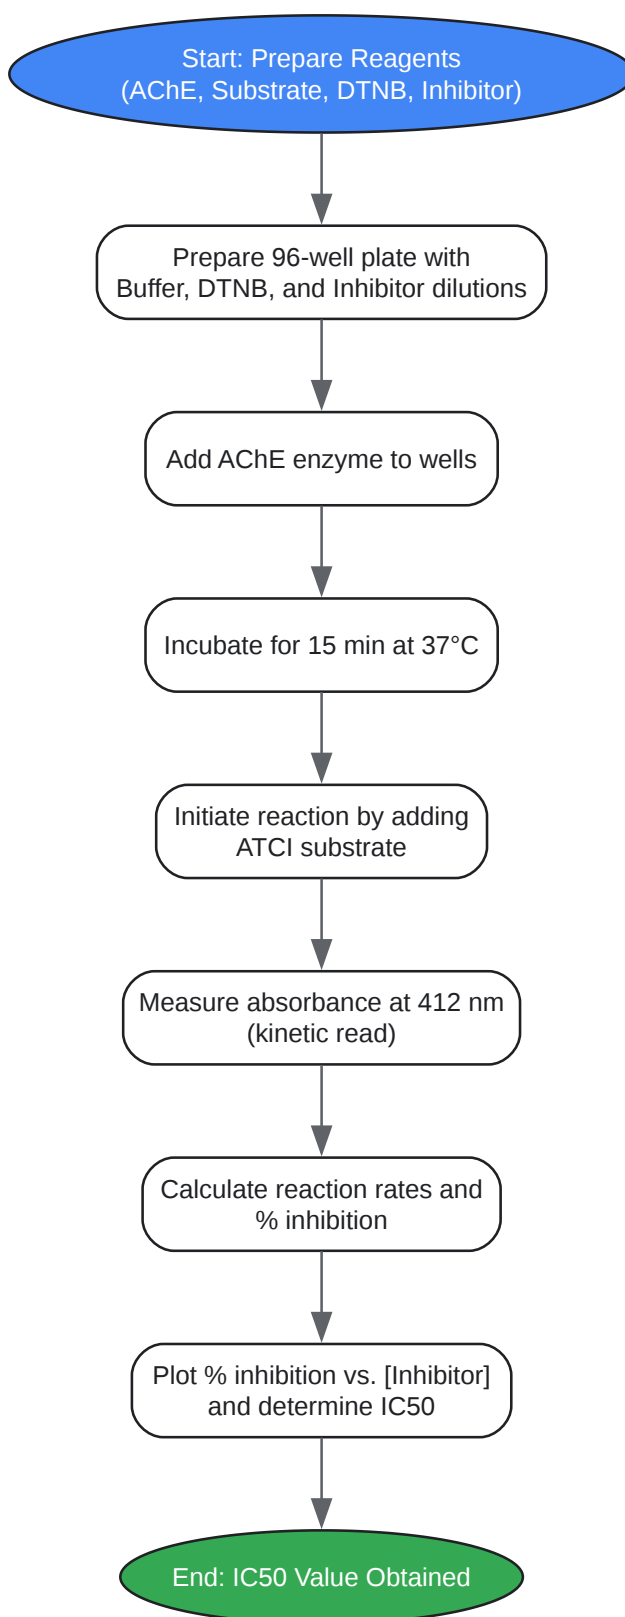 Start: Prepare Reagents
(AChE, Substrate, DTNB, Inhibitor)
Prepare 96-well plate with
Buffer, DTNB, and Inhibitor dilutions
Add AChE enzyme to wells
Incubate for 15 min at 37°C
Initiate reaction by adding
ATCI substrate
Measure absorbance at 412 nm
(kinetic read)
Calculate reaction rates and
% inhibition
Plot % inhibition vs. [Inhibitor]
and determine IC50
End: IC50 Value Obtained